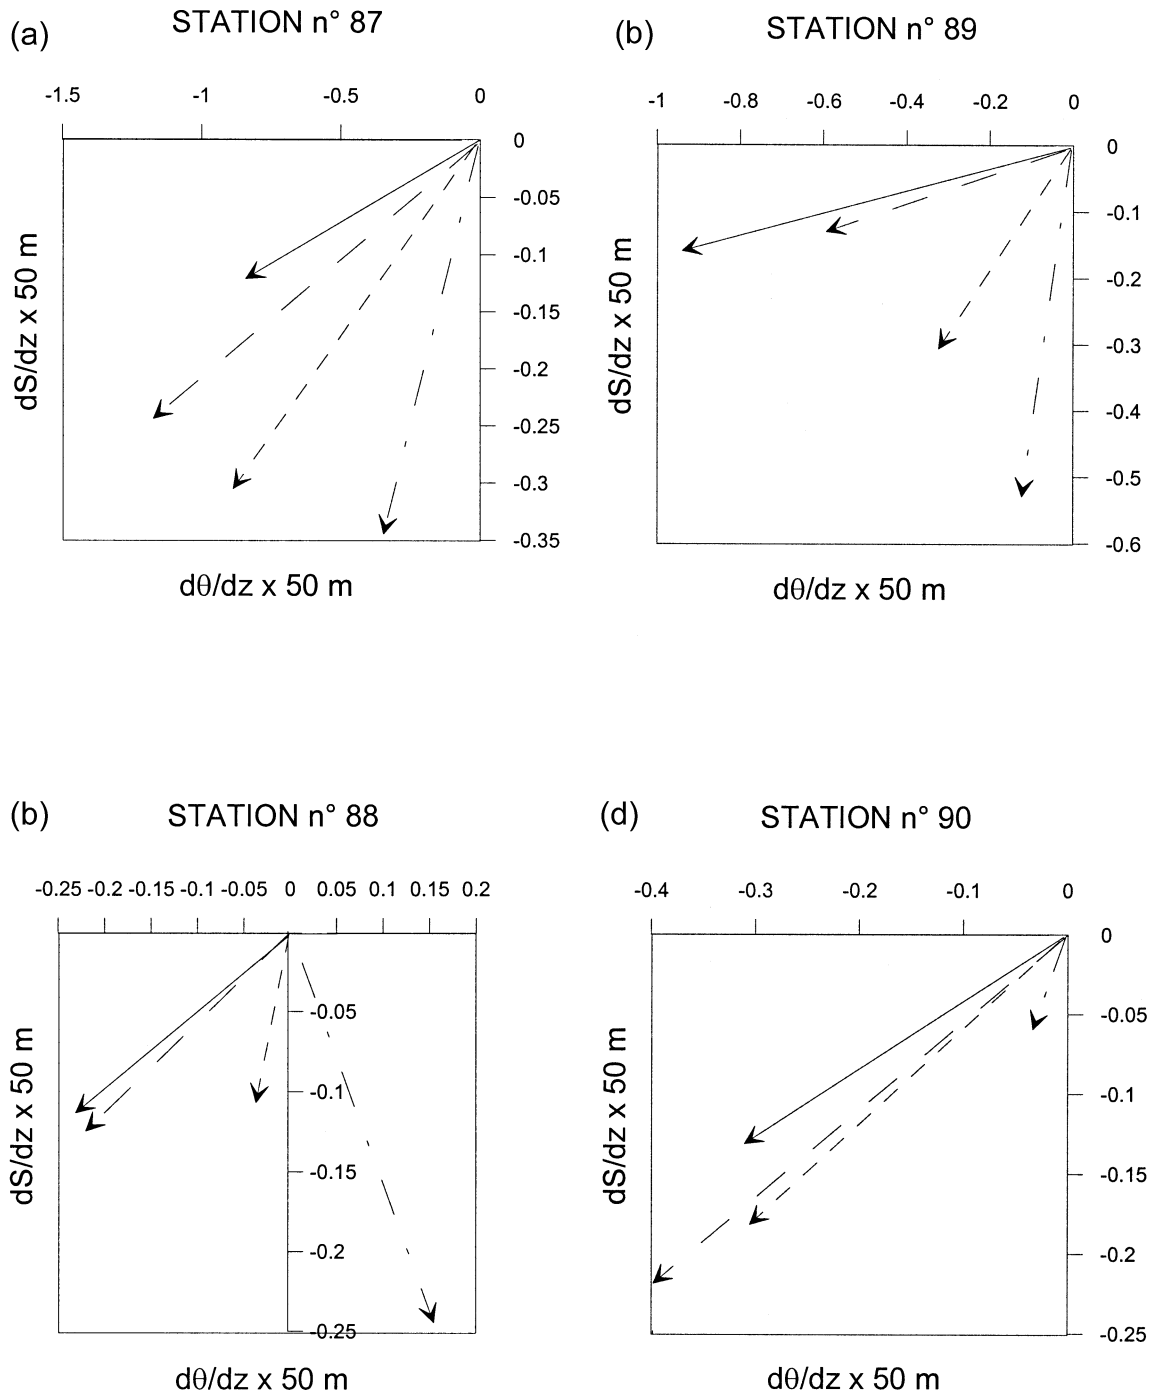 (a) STATION n° 87
-1.5 -1 -0.5 0
0
-0.05
-0.1
-0.15
-0.2
-0.25
-0.3
-0.35
dS/dz x 50 m
dθ/dz x 50 m
(b) STATION n° 89
-1 -0.8 -0.6 -0.4 -0.2 0
0
-0.1
-0.2
-0.3
-0.4
-0.5
-0.6
dS/dz x 50 m
dθ/dz x 50 m
(b) STATION n° 88
-0.25 -0.2 -0.15 -0.1 -0.05 0 0.05 0.1 0.15 0.2
-0.05
-0.1
-0.15
-0.2
-0.25
dS/dz x 50 m
dθ/dz x 50 m
(d) STATION n° 90
-0.4 -0.3 -0.2 -0.1 0
0
-0.05
-0.1
-0.15
-0.2
-0.25
dS/dz x 50 m
dθ/dz x 50 m